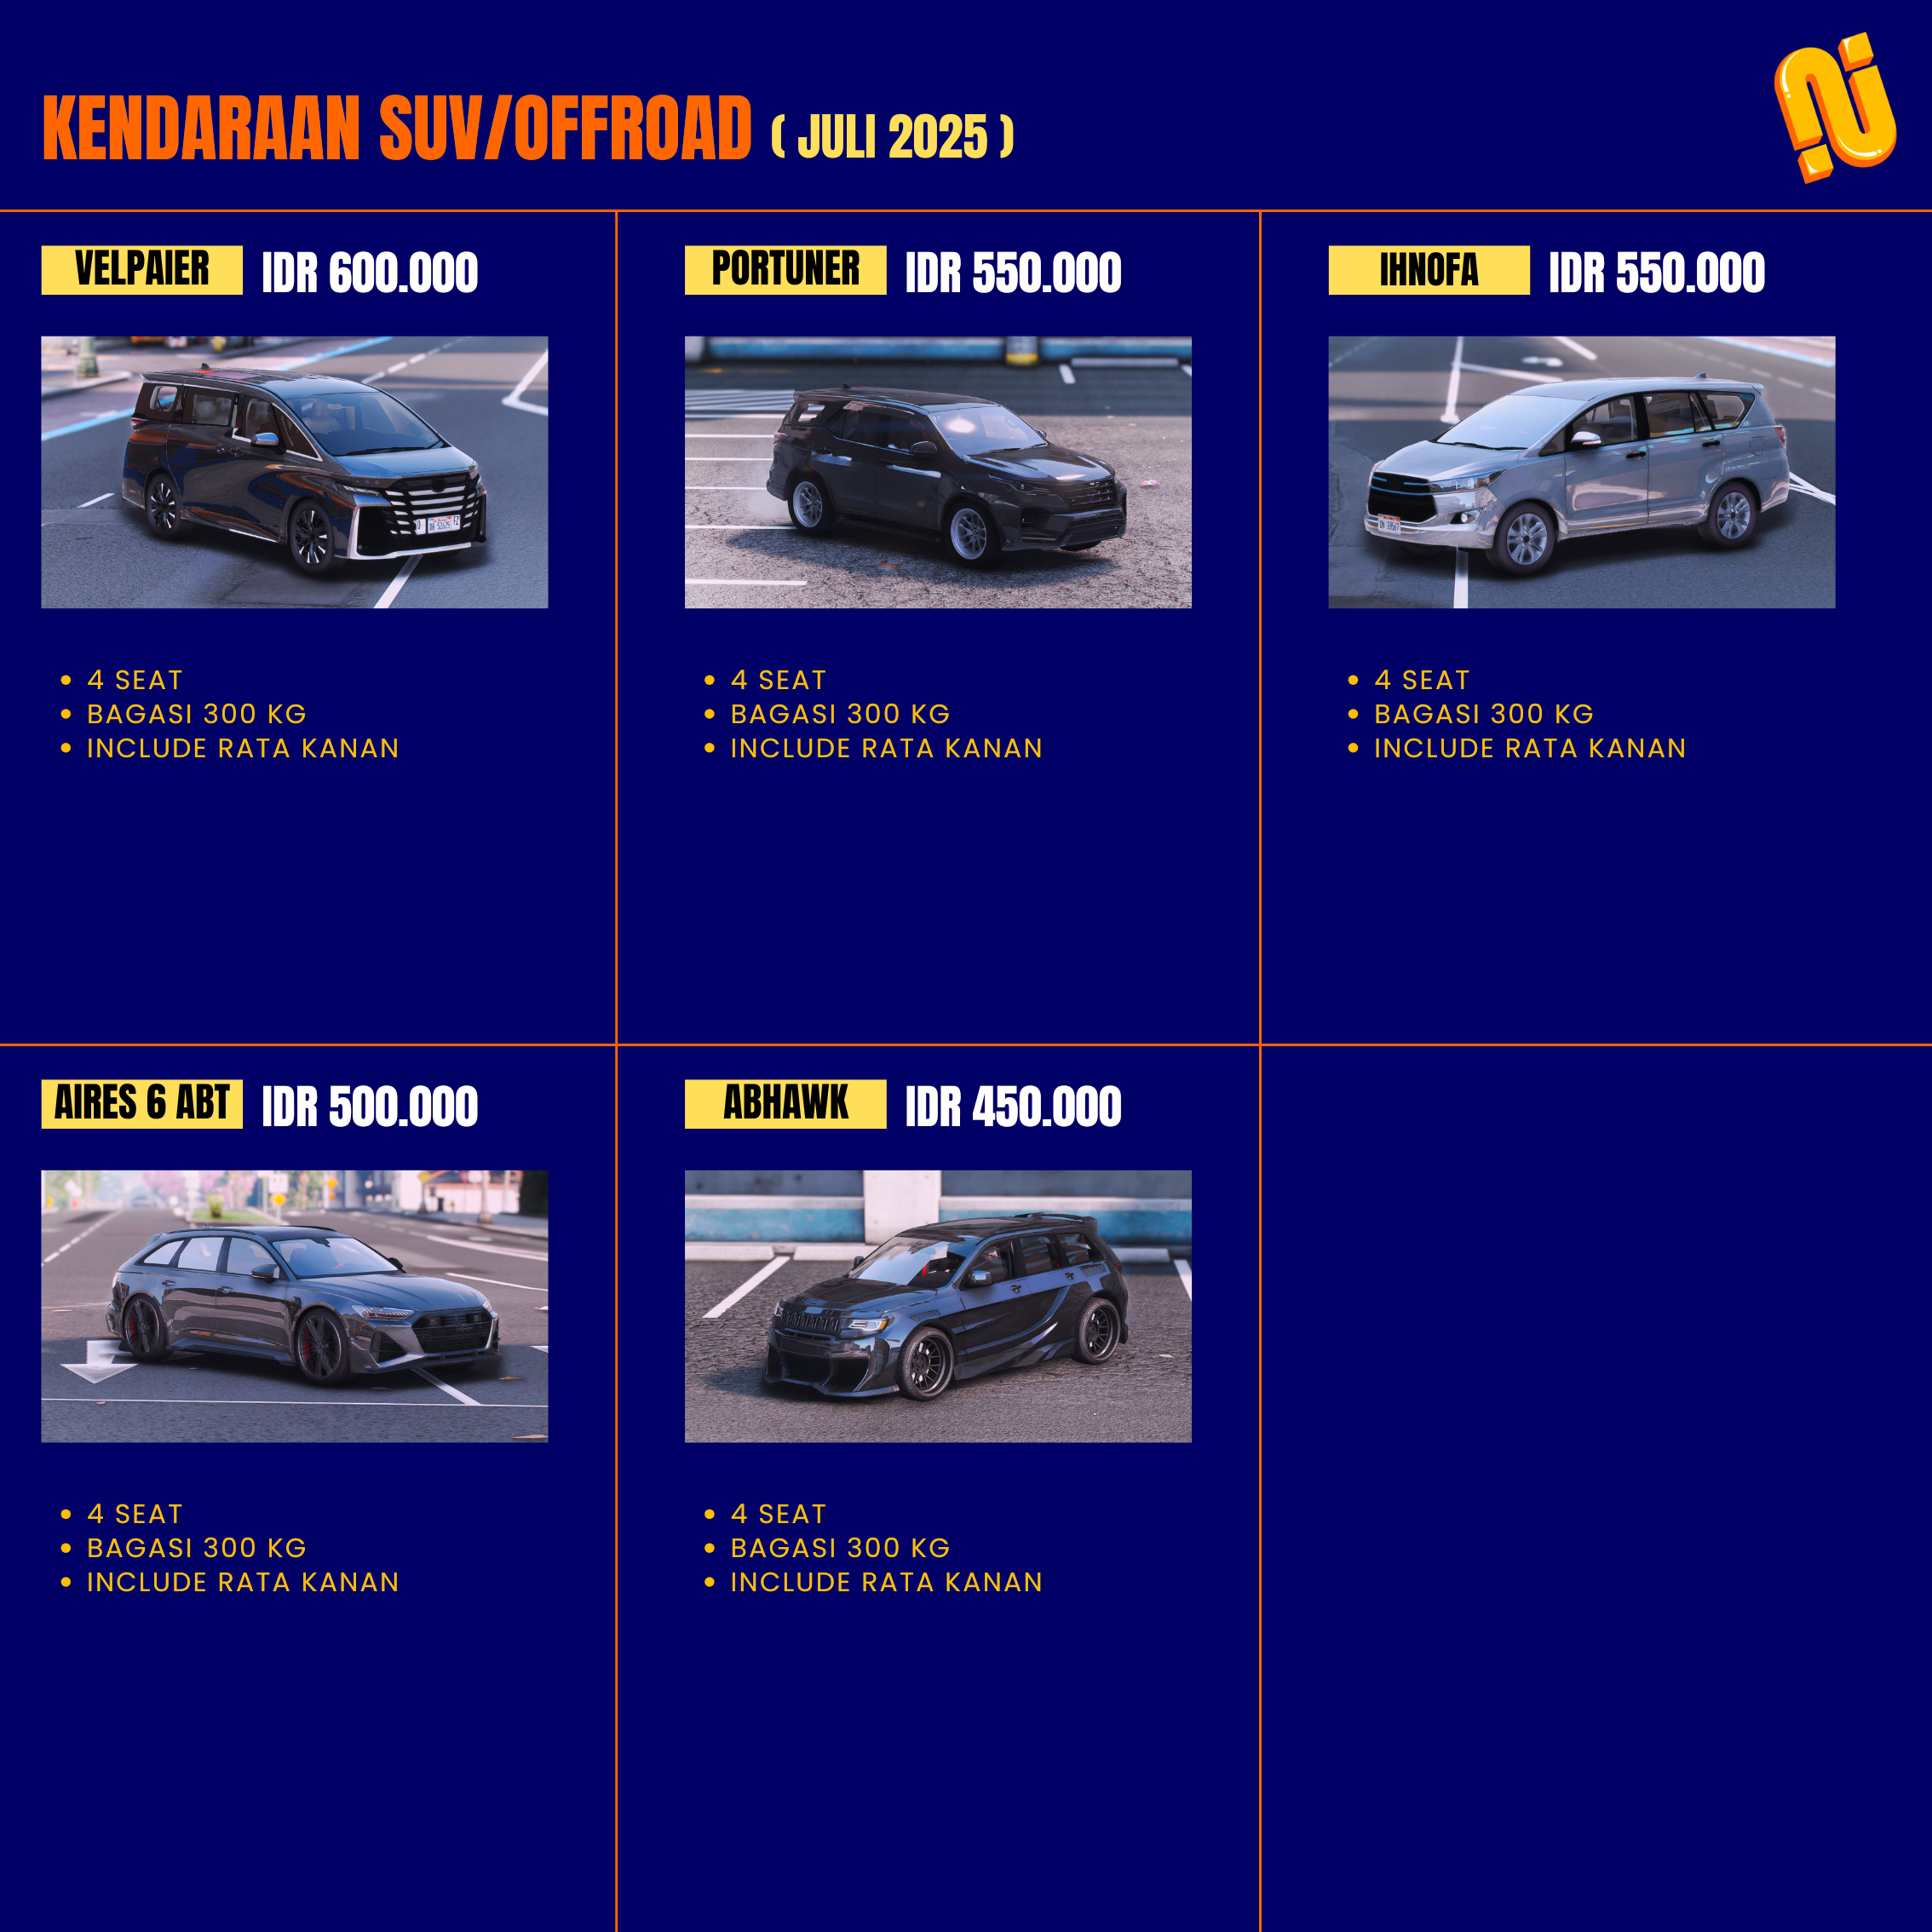 KENDARAAN SUV/OFFROAD ( JULI 2025 )
VELPAIER IDR 600.000
4 SEAT
BAGASI 300 KG
INCLUDE RATA KANAN
PORTUNER IDR 550.000
4 SEAT
BAGASI 300 KG
INCLUDE RATA KANAN
IHNOFA IDR 550.000
4 SEAT
BAGASI 300 KG
INCLUDE RATA KANAN
AIRES 6 ABT IDR 500.000
4 SEAT
BAGASI 300 KG
INCLUDE RATA KANAN
ABHAWK IDR 450.000
4 SEAT
BAGASI 300 KG
INCLUDE RATA KANAN